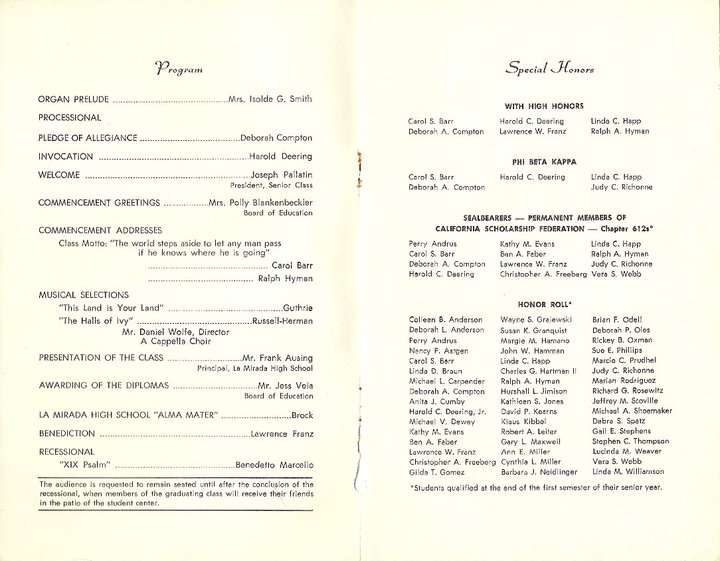 Program
ORGAN PRELUDE ........ Mrs. Isolde G. Smith
PROCESSIONAL
PLEDGE OF ALLEGIANCE ........ Deborah Compton
INVOCATION ........ Harold Deering
WELCOME ........ Joseph Pallatin
President, Senior Class
COMMENCEMENT GREETINGS ........ Mrs. Polly Blankenbeckler
Board of Education
COMMENCEMENT ADDRESSES
Class Motto: "The world steps aside to let any man pass
if he knows where he is going"
........ Carol Barr
........ Ralph Hyman
MUSICAL SELECTIONS
"This Land is Your Land" ........ Guthrie
"The Halls of Ivy" ........ Russell-Herman
Mr. Daniel Wolfe, Director
A Cappella Choir
PRESENTATION OF THE CLASS ........ Mr. Frank Ausing
Principal, La Mirada High School
AWARDING OF THE DIPLOMAS ........ Mr. Jess Vela
Board of Education
LA MIRADA HIGH SCHOOL "ALMA MATER" ........ Brock
BENEDICTION ........ Lawrence Franz
RECESSIONAL
"XIX Psalm" ........ Benedetto Marcello
The audience is requested to remain seated until after the conclusion of the
recessional, when members of the graduating class will receive their friends
in the patio of the student center.
Special Honors
WITH HIGH HONORS
Carol S. Barr Harold C. Deering Linda C. Happ
Deborah A. Compton Lawrence W. Franz Ralph A. Hyman
PHI BETA KAPPA
Carol S. Barr Harold C. Deering Linda C. Happ
Deborah A. Compton Judy C. Richonne
SEALBEARERS — PERMANENT MEMBERS OF
CALIFORNIA SCHOLARSHIP FEDERATION — Chapter 612s*
Perry Andrus Kathy M. Evans Linda C. Happ
Carol S. Barr Ben A. Faber Ralph A. Hyman
Deborah A. Compton Lawrence W. Franz Judy C. Richonne
Harold C. Deering Christopher A. Freeberg Vera S. Webb
HONOR ROLL*
Colleen B. Anderson Wayne S. Grajewski Brian F. Odell
Deborah L. Anderson Susan K. Granquist Deborah P. Oles
Perry Andrus Margie M. Hamano Rickey B. Oxman
Nancy P. Astgen John W. Hamman Sue E. Phillips
Carol S. Barr Linda C. Happ Marcia C. Prudhel
Linda D. Braun Charles G. Hartman II Judy C. Richonne
Michael L. Carpender Ralph A. Hyman Marian Rodriguez
Deborah A. Compton Hurshall L. Jimison Richard G. Rosewitz
Anita J. Cumby Kathleen S. Jones Jeffrey M. Scoville
Harold C. Deering, Jr. David P. Kearns Michael A. Shoemaker
Michael V. Dewey Klaus Kibbol Debra S. Spatz
Kathy M. Evans Robert A. Leiter Gail E. Stephens
Ben A. Faber Gary L. Maxwell Stephen C. Thompson
Lawrence W. Franz Ann E. Miller Lucinda M. Weaver
Christopher A. Freeberg Cynthia L. Miller Vera S. Webb
Gilda T. Gomez Barbara J. Neidlinger Linda M. Williamson
*Students qualified at the end of the first semester of their senior year.